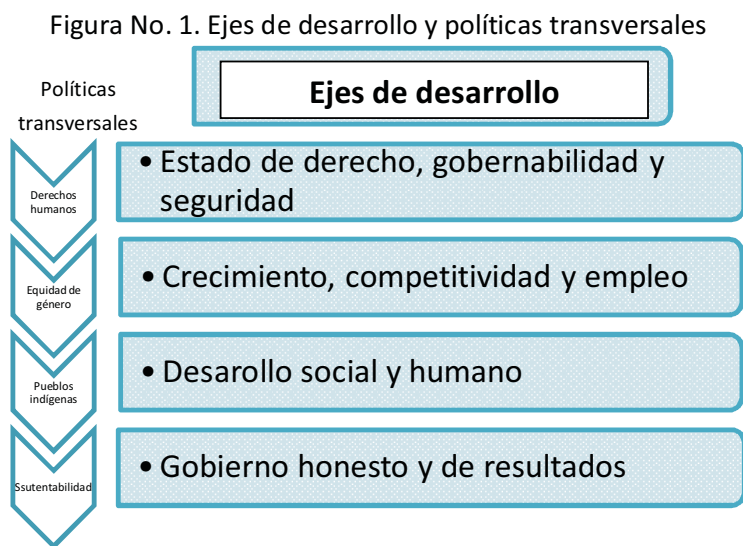 Figura No. 1. Ejes de desarrollo y políticas transversales
Políticas
transversales
Ejes de desarrollo
Derechos
humanos
• Estado de derecho, gobernabilidad y
seguridad
Equidad de
género
• Crecimiento, competitividad y empleo
Pueblos
indígenas
• Desarollo social y humano
Ssutentabilidad
• Gobierno honesto y de resultados